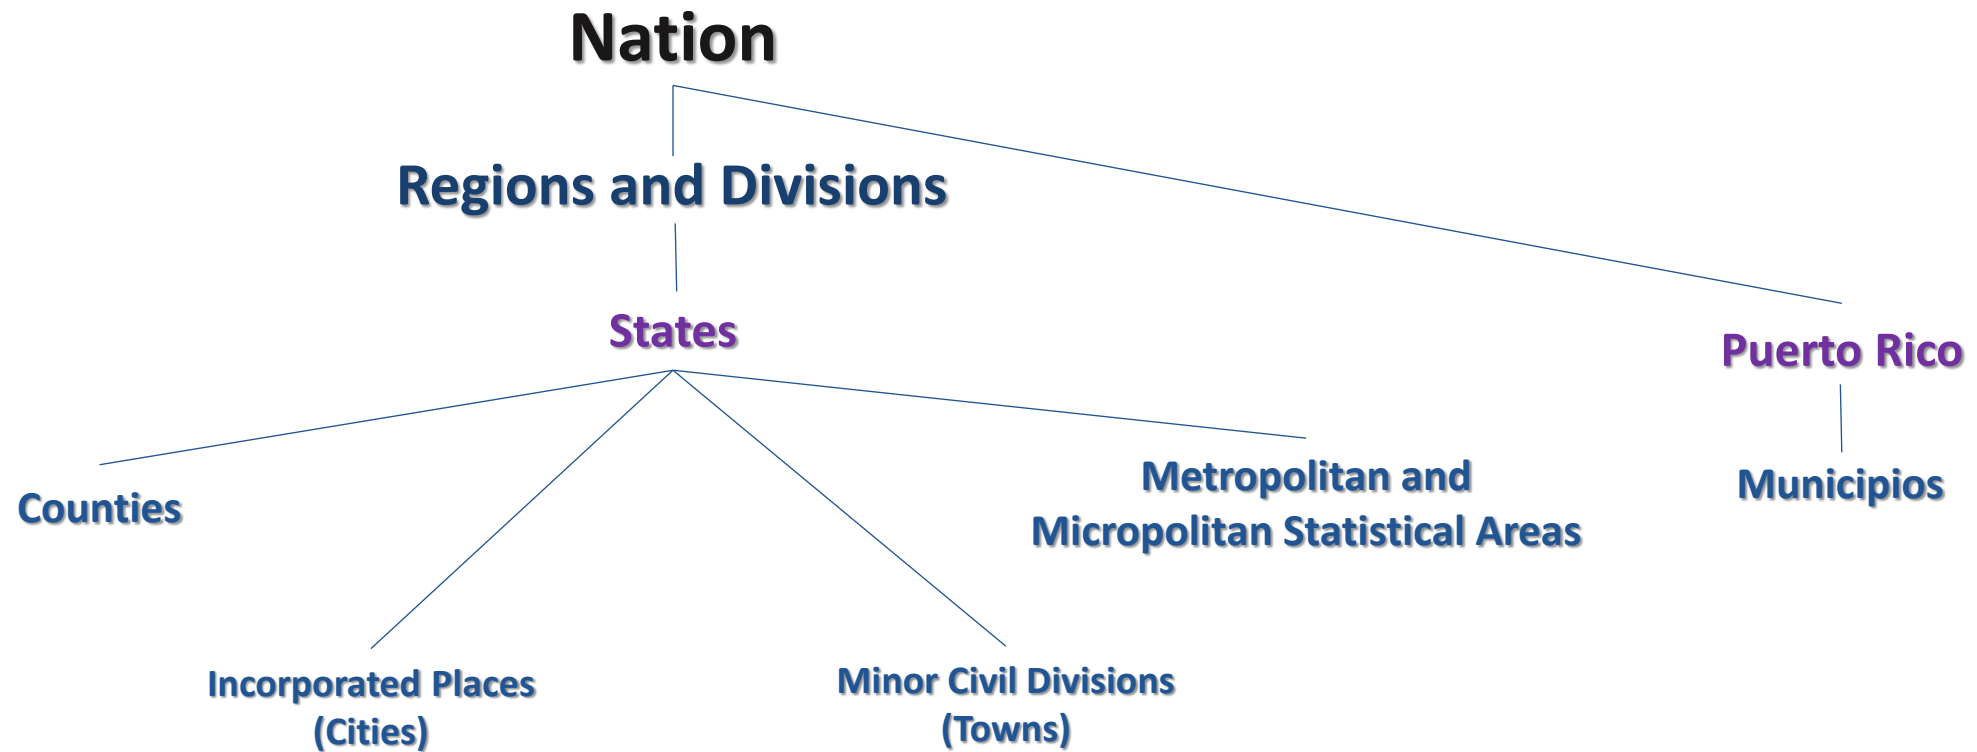 Nation
Regions and Divisions
States
Puerto Rico
Counties
Metropolitan and
Micropolitan Statistical Areas
Municipios
Incorporated Places
(Cities)
Minor Civil Divisions
(Towns)